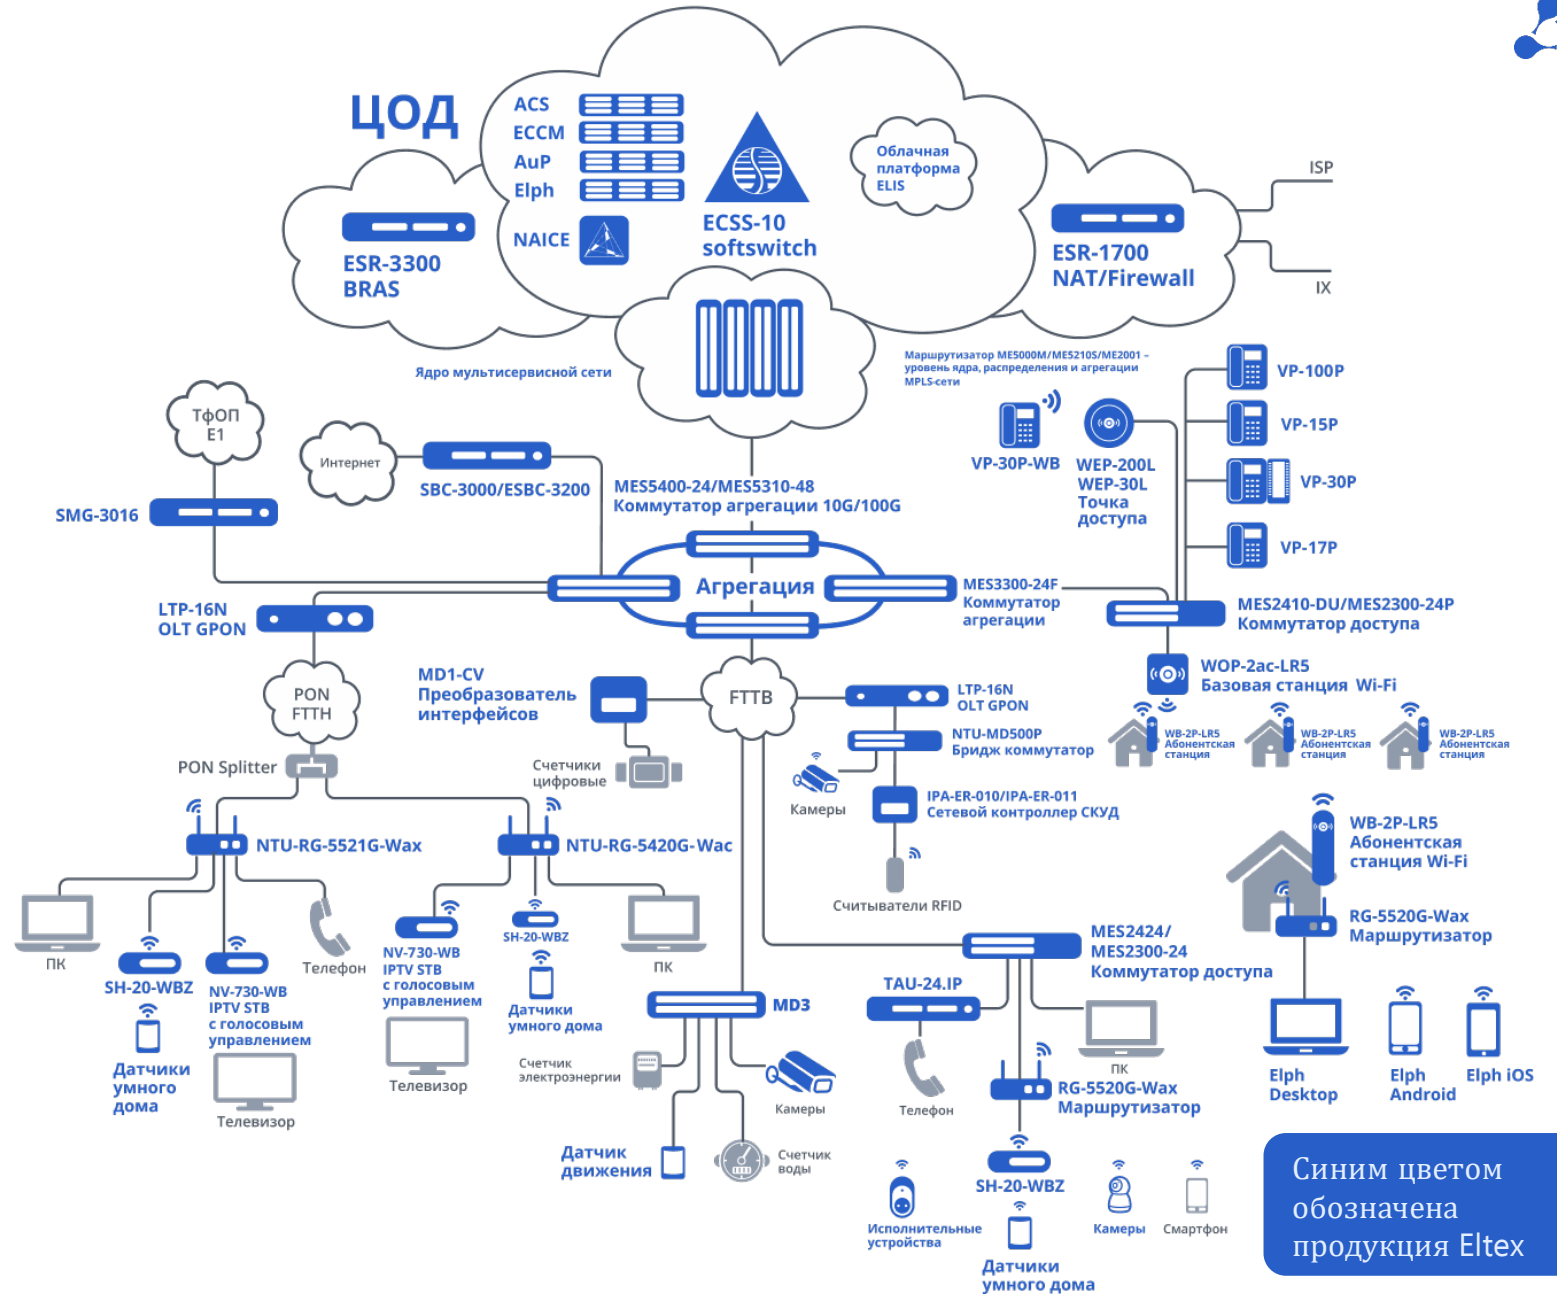 ЦОД
ACS
ECCM
AuP
Elph
NAICE
ECSS-10
softswitch
Облачная
платформа
ELIS
ESR-3300
BRAS
ESR-1700
NAT/Firewall
ISP
IX
Ядро мультисервисной сети
Маршрутизатор ME5000M/ME5210S/ME2001 –
уровень ядра, распределения и агрегации
MPLS-сети
ТфОП
E1
Интернет
SMG-3016
SBC-3000/ESBC-3200
MES5400-24/MES5310-48
Коммутатор агрегации 10G/100G
VP-30P-WB
WEP-200L
WEP-30L
Точка
доступа
VP-100P
VP-15P
VP-30P
VP-17P
Агрегация
MES3300-24F
Коммутатор
агрегации
MES2410-DU/MES2300-24P
Коммутатор доступа
LTP-16N
OLT GPON
PON
FTTH
PON Splitter
MD1-CV
Преобразователь
интерфейсов
FTTB
Счетчики
цифровые
LTP-16N
OLT GPON
NTU-MD500P
Бридж коммутатор
Камеры
IPA-ER-010/IPA-ER-011
Сетевой контроллер СКУД
Считыватели RFID
WOP-2ac-LR5
Базовая станция Wi-Fi
WB-2P-LR5
Абонентская
станция
WB-2P-LR5
Абонентская
станция
WB-2P-LR5
Абонентская
станция
WB-2P-LR5
Абонентская
станция Wi-Fi
RG-5520G-Wax
Маршрутизатор
NTU-RG-5521G-Wax
NTU-RG-5420G-Wac
ПК
SH-20-WBZ
Датчики
умного
дома
NV-730-WB
IPTV STB
с голосовым
управлением
Телевизор
Телефон
NV-730-WB
IPTV STB
с голосовым
управлением
Телевизор
SH-20-WBZ
Датчики
умного дома
ПК
MD3
Счетчик
электроэнергии
Датчик
движения
Счетчик
воды
Камеры
MES2424/
MES2300-24
Коммутатор доступа
TAU-24.IP
Телефон
ПК
RG-5520G-Wax
Маршрутизатор
SH-20-WBZ
Исполнительные
устройства
Датчики
умного дома
Камеры
Смартфон
Elph
Desktop
Elph
Android
Elph iOS
Синим цветом
обозначена
продукция Eltex